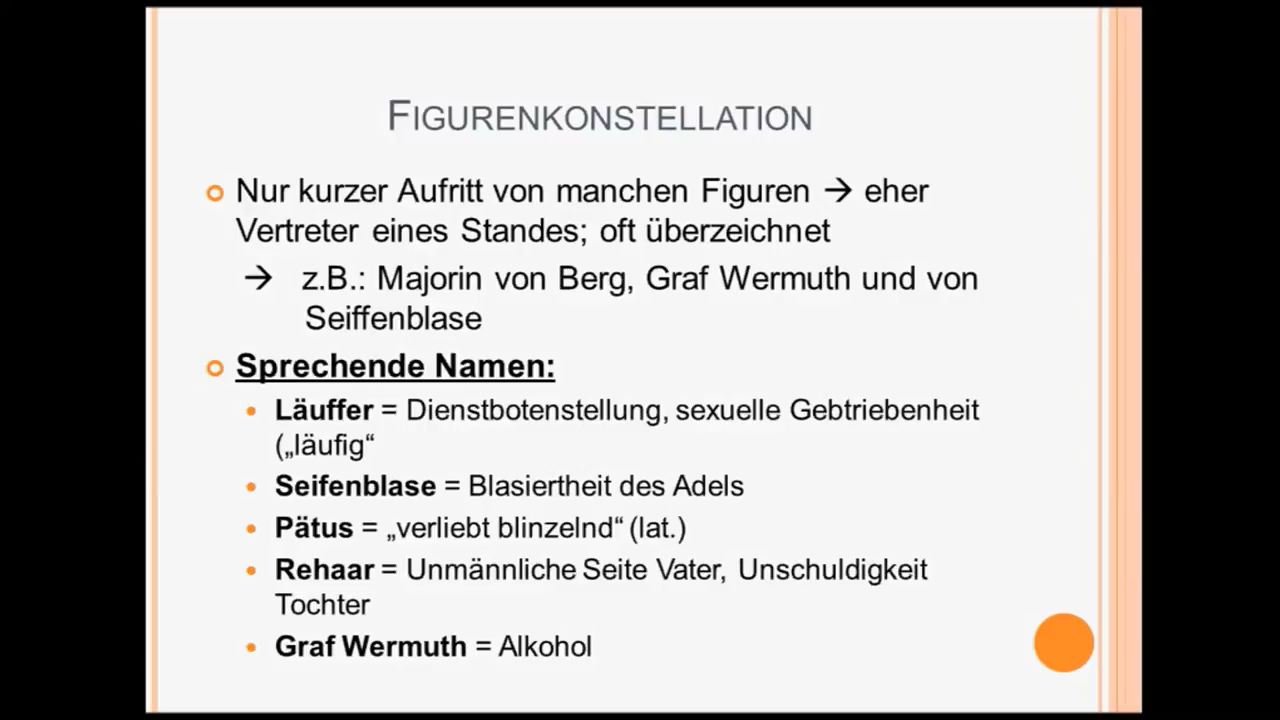 FIGURENKONSTELLATION
Nur kurzer Aufritt von manchen Figuren → eher
Vertreter eines Standes; oft überzeichnet
→ z.B.: Majorin von Berg, Graf Wermuth und von
Seiffenblase
Sprechende Namen:
Läuffer = Dienstbotenstellung, sexuelle Gebtriebenheit
(„läufig“
Seifenblase = Blasiertheit des Adels
Pätus = „verliebt blinzelnd“ (lat.)
Rehaar = Unmännliche Seite Vater, Unschuldigkeit
Tochter
Graf Wermuth = Alkohol